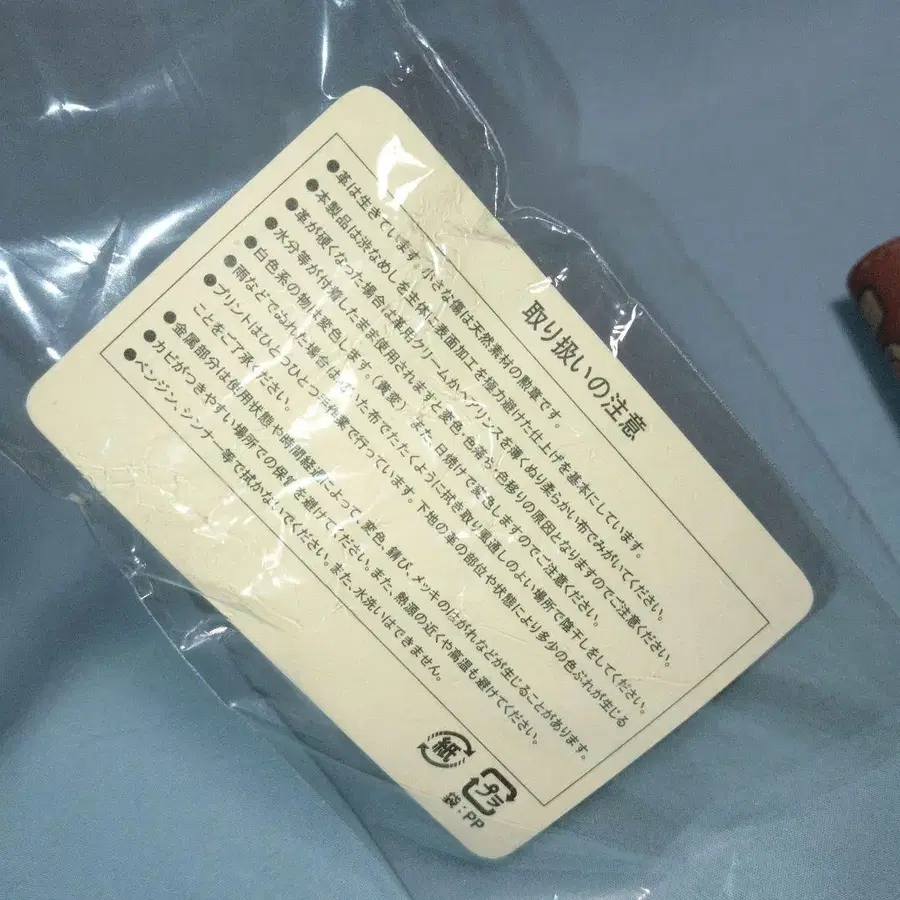 取り扱いの注意
●革は生きています。小さな傷は天然素材の勲章です。
●本製品は渋なめしを主体に表面加工を極力避けた仕上げを基本にしています。
●革が硬くなった場合は革用クリームかヘアリンスを薄くぬり柔らかい布でみがいてください。
●水分等が付着したまま使用されますと変色、色落ち、色移りの原因となりますのでご注意ください。
●白色系の物は変色します。(黄変) また、日焼けで変色しますのでご注意ください。
●雨などでぬれた場合は乾いた布でたたくように拭き取り風通しのよい場所で陰干しをしてください。
●プリントはひとつひとつ手作業で行っています。下地の革の部位や状態により多少の色ぶれが生じる
ことをご了承ください。
●金属部分は使用状態や時間経過によって、変色、錆び、メッキのはがれなどが生じることがあります。
●カビがつきやすい場所での保管を避けてください。また、熱源の近くや高温も避けてください。
●ベンジン、シンナー等で拭かないでください。また、水洗いはできません。
紙
プラ
袋:PP